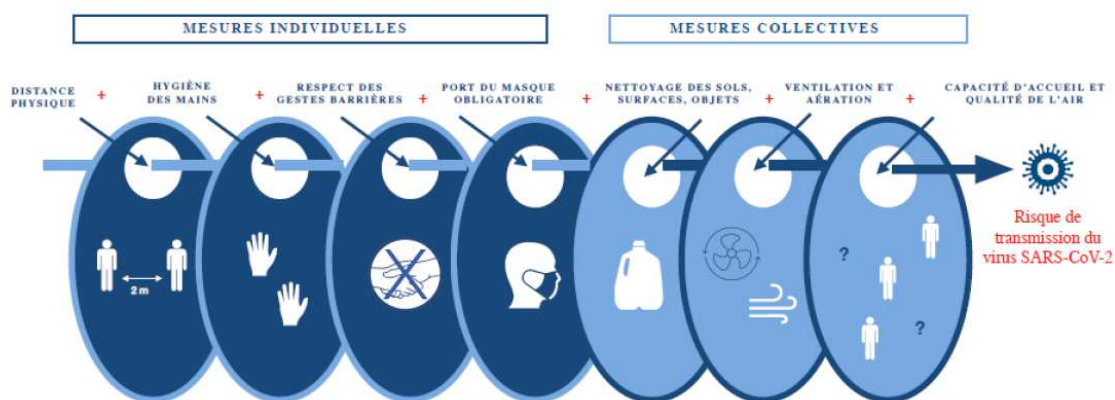 MESURES INDIVIDUELLES
MESURES COLLECTIVES
DISTANCE
PHYSIQUE
+
HYGIÈNE
DES MAINS
+
RESPECT DES
GESTES BARRIÈRES
+
PORT DU MASQUE
OBLIGATOIRE
+
NETTOYAGE DES SOLS,
SURFACES, OBJETS
+
VENTILATION ET
AÉRATION
+
CAPACITÉ D'ACCUEIL ET
QUALITÉ DE L'AIR
2 m
?
?
Risque de
transmission du
virus SARS-CoV-2